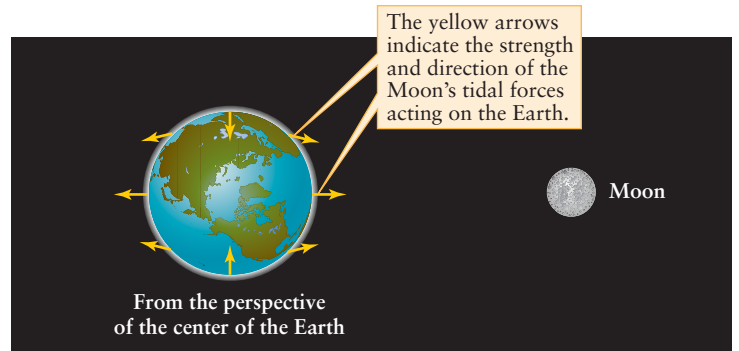 The yellow arrows
indicate the strength
and direction of the
Moon's tidal forces
acting on the Earth.
Moon
From the perspective
of the center of the Earth